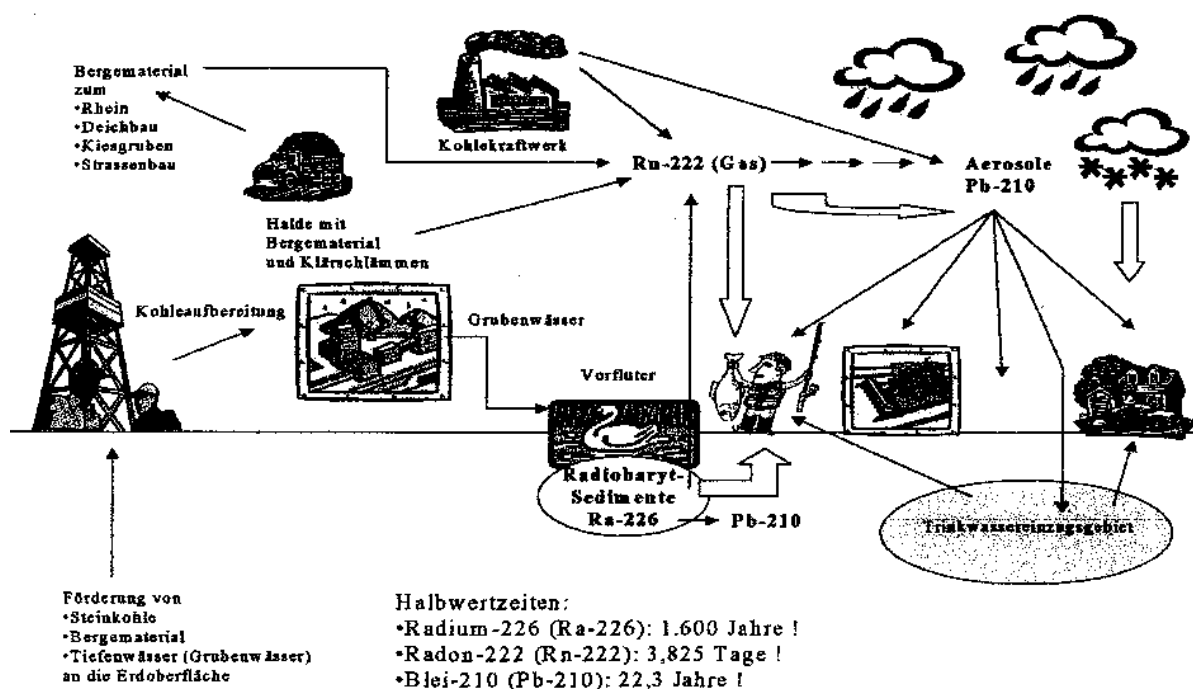 Bergematerial
zum
•Rhein
•Deichbau
•Kiesgruben
•Strassenbau
Kohlekraftwerk
Rn-222 (Gas)
Aerosole
Pb-210
Halde mit
Bergematerial
und Klärschlämmen
Kohleaufbereitung
Grubenwässer
Vorfluter
Radiobaryt-
Sedimente
Ra-226
Pb-210
Trinkwassereinzugsgebiet
Förderung von
•Steinkohle
•Bergematerial
•Tiefenwässer (Grubenwässer)
an die Erdoberfläche
Halbwertzeiten:
•Radium-226 (Ra-226): 1.600 Jahre !
•Radon-222 (Rn-222): 3,825 Tage !
•Blei-210 (Pb-210): 22,3 Jahre !